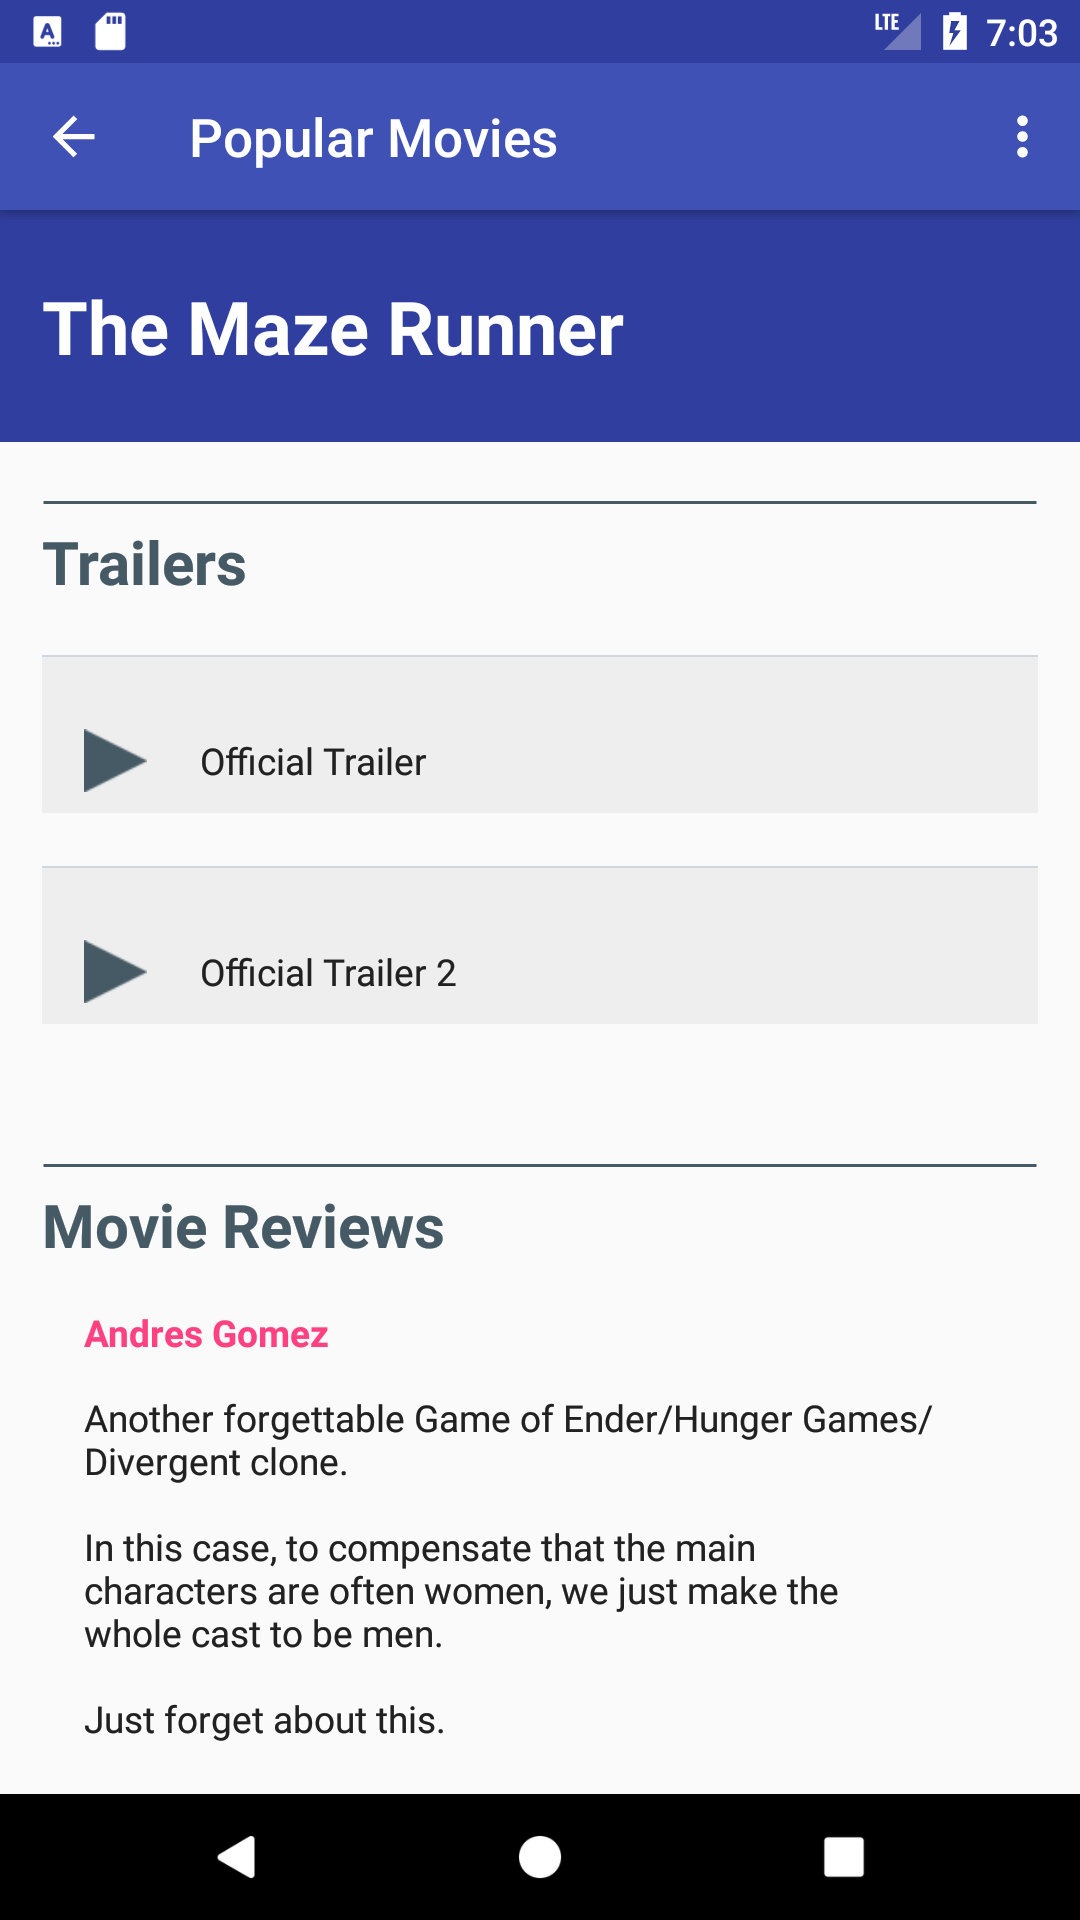 LTE 7:03
Popular Movies
The Maze Runner
Trailers
Official Trailer
Official Trailer 2
Movie Reviews
Andres Gomez
Another forgettable Game of Ender/Hunger Games/
Divergent clone.
In this case, to compensate that the main
characters are often women, we just make the
whole cast to be men.
Just forget about this.